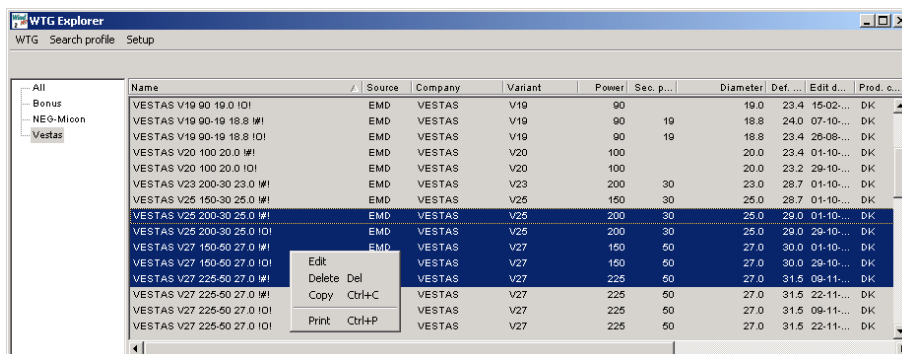 WTG Explorer
WTG Search profile Setup
All
Bonus
NEG-Micon
Vestas
Name Source Company Variant Power Sec. p... Diameter Def. ... Edit d... Prod. c...
VESTAS V19 90 19.0 !O! EMD VESTAS V19 90 19.0 23.4 15-02-... DK
VESTAS V19 90-19 18.8 !#! EMD VESTAS V19 90 19 18.8 24.0 07-10-... DK
VESTAS V19 90-19 18.8 !O! EMD VESTAS V19 90 19 18.8 23.4 26-08-... DK
VESTAS V20 100 20.0 !#! EMD VESTAS V20 100 20.0 23.4 01-10-... DK
VESTAS V20 100 20.0 !O! EMD VESTAS V20 100 20.0 23.2 29-10-... DK
VESTAS V23 200-30 23.0 !#! EMD VESTAS V23 200 30 23.0 28.7 01-10-... DK
VESTAS V25 150-30 25.0 !#! EMD VESTAS V25 150 30 25.0 28.7 01-10-... DK
VESTAS V25 200-30 25.0 !#! EMD VESTAS V25 200 30 25.0 29.0 01-10-... DK
VESTAS V25 200-30 25.0 !O! EMD VESTAS V25 200 30 25.0 29.0 29-10-... DK
VESTAS V27 150-50 27.0 !#! EMD VESTAS V27 150 50 27.0 30.0 01-10-... DK
VESTAS V27 150-50 27.0 !O! VESTAS V27 150 50 27.0 30.0 29-10-... DK
VESTAS V27 225-50 27.0 !#! VESTAS V27 225 50 27.0 31.5 09-11-... DK
VESTAS V27 225-50 27.0 !#! VESTAS V27 225 50 27.0 31.5 22-11-... DK
VESTAS V27 225-50 27.0 !O! VESTAS V27 225 50 27.0 31.5 09-11-... DK
VESTAS V27 225-50 27.0 !O! VESTAS V27 225 50 27.0 31.5 22-11-... DK
Edit
Delete Del
Copy Ctrl+C
Print Ctrl+P